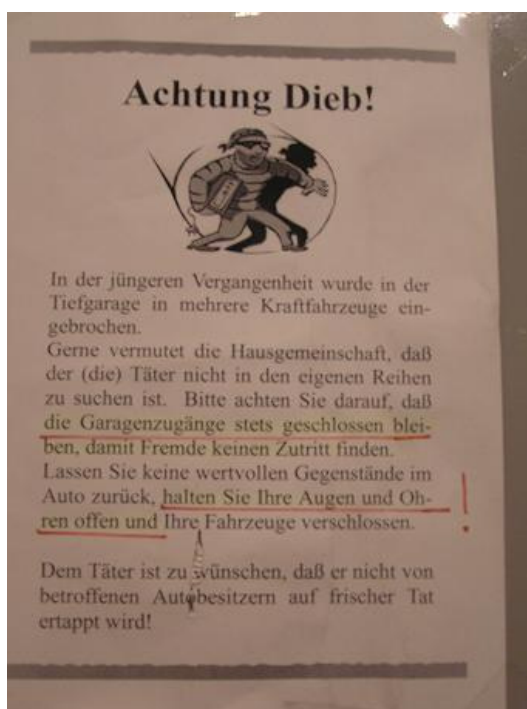 Achtung Dieb!
In der jüngeren Vergangenheit wurde in der
Tiefgarage in mehrere Kraftfahrzeuge ein-
gebrochen.
Gerne vermutet die Hausgemeinschaft, daß
der (die) Täter nicht in den eigenen Reihen
zu suchen ist. Bitte achten Sie darauf, daß
die Garagenzugänge stets geschlossen blei-
ben, damit Fremde keinen Zutritt finden.
Lassen Sie keine wertvollen Gegenstände im
Auto zurück, halten Sie Ihre Augen und Oh-
ren offen und Ihre Fahrzeuge verschlossen. !
Dem Täter ist zu wünschen, daß er nicht von
betroffenen Autobesitzern auf frischer Tat
ertappt wird!